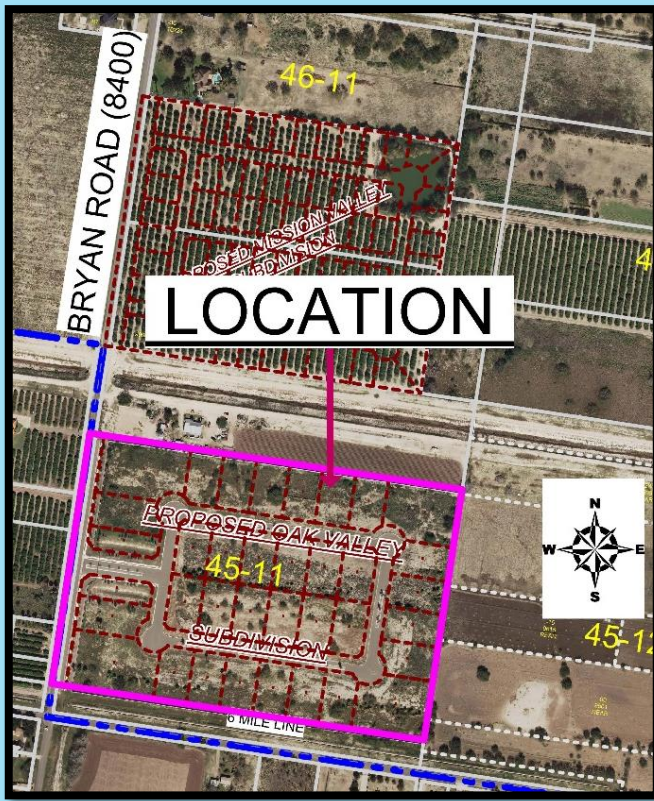 46-11
BRYAN ROAD (8400)
PROPOSED MISSION VALLEY
SUBDIVISION
LOCATION
N
W E
S
PROPOSED OAK VALLEY
45-11
SUBDIVISION
45-12
6 MILE LINE